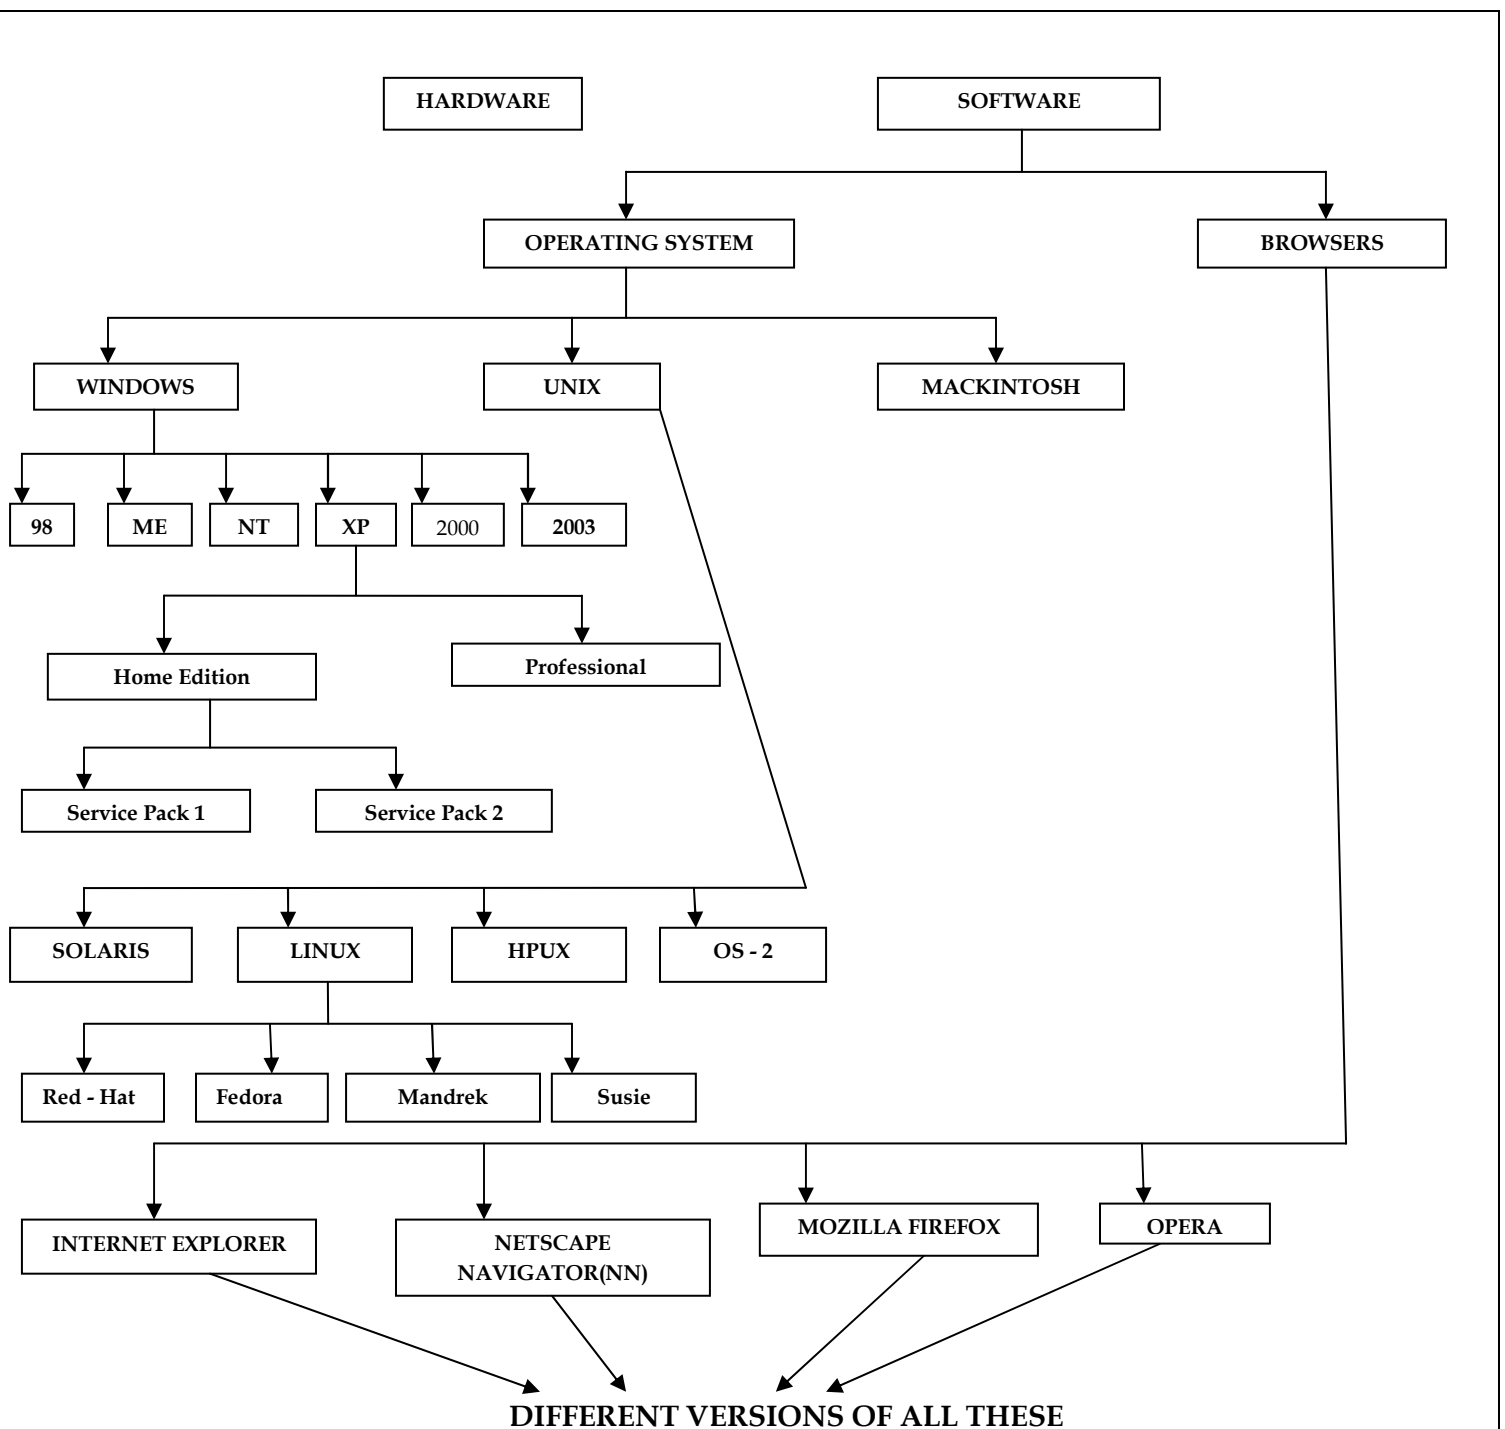 HARDWARE
SOFTWARE
OPERATING SYSTEM
BROWSERS
WINDOWS
UNIX
MACKINTOSH
98
ME
NT
XP
2000
2003
Home Edition
Professional
Service Pack 1
Service Pack 2
SOLARIS
LINUX
HPUX
OS - 2
Red - Hat
Fedora
Mandrek
Susie
INTERNET EXPLORER
NETSCAPE
NAVIGATOR(NN)
MOZILLA FIREFOX
OPERA
DIFFERENT VERSIONS OF ALL THESE